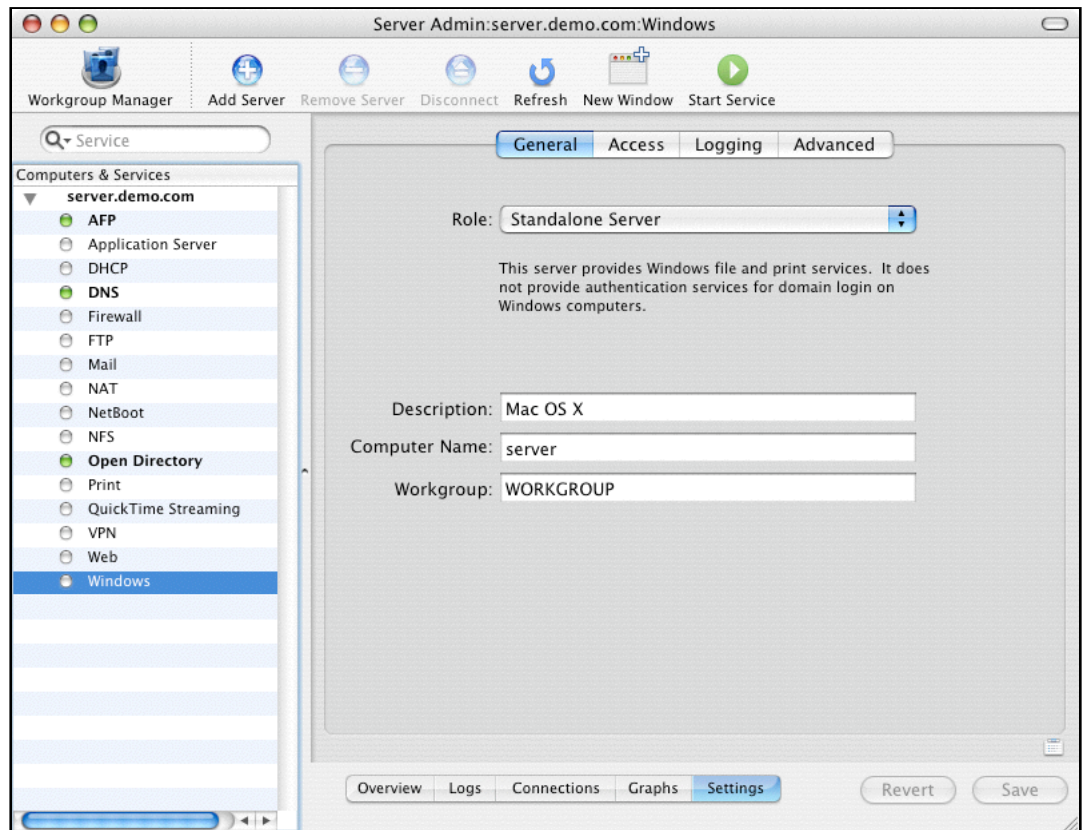 Server Admin:server.demo.com:Windows
Workgroup Manager
Add Server
Remove Server
Disconnect
Refresh
New Window
Start Service
Service
Computers & Services
server.demo.com
AFP
Application Server
DHCP
DNS
Firewall
FTP
Mail
NAT
NetBoot
NFS
Open Directory
Print
QuickTime Streaming
VPN
Web
Windows
General
Access
Logging
Advanced
Role: Standalone Server
This server provides Windows file and print services. It does
not provide authentication services for domain login on
Windows computers.
Description: Mac OS X
Computer Name: server
Workgroup: WORKGROUP
Overview
Logs
Connections
Graphs
Settings
Revert
Save